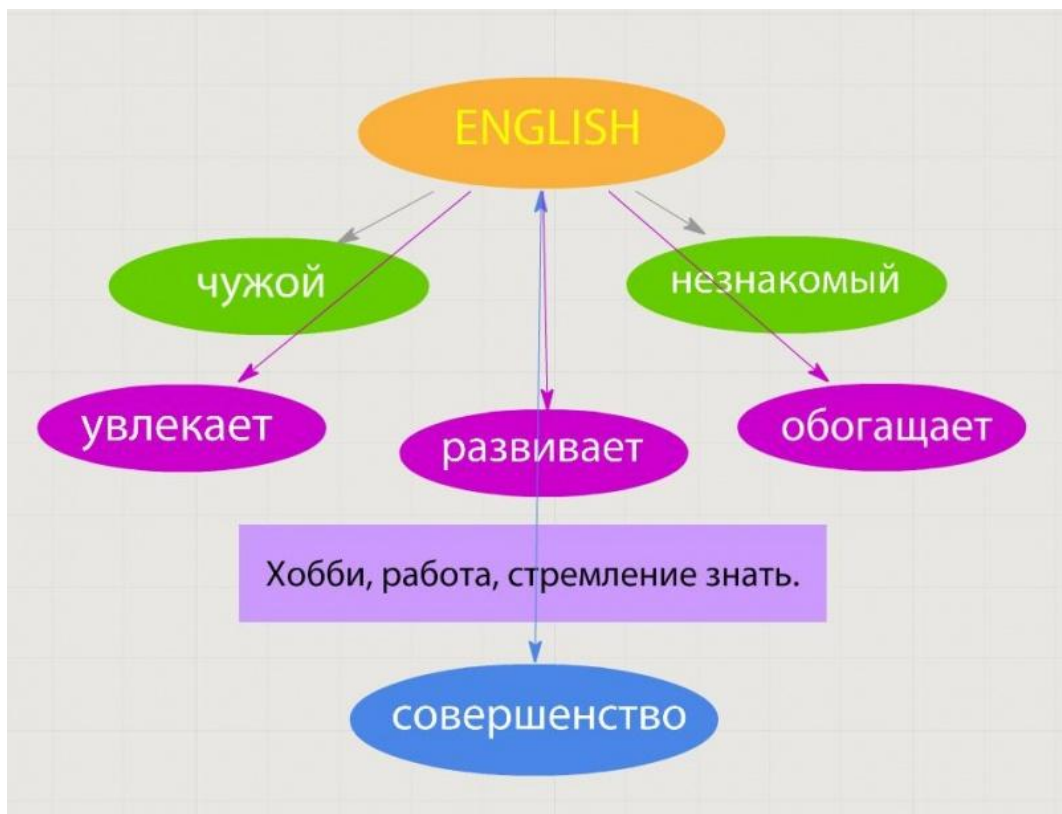 ENGLISH
чужой
незнакомый
увлекает
развивает
обогащает
Хобби, работа, стремление знать.
совершенство